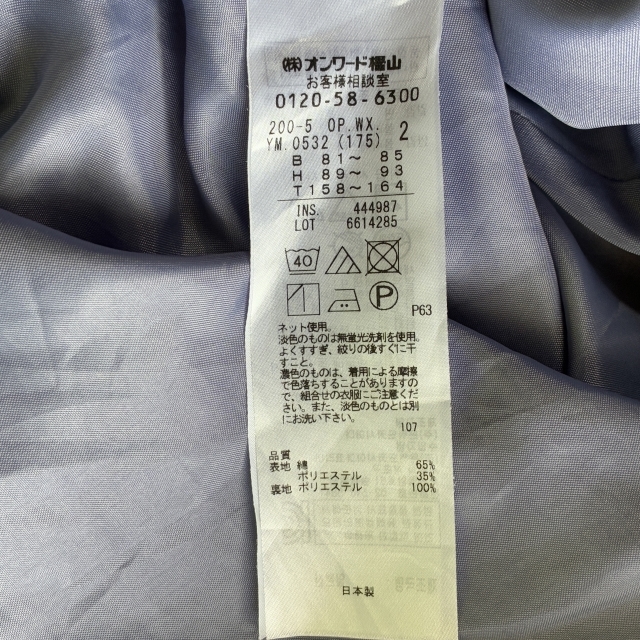 (株)オンワード樫山
お客様相談室
0120-58-6300
200-5 OP.WX. 2
YM.0532 (175)
B 81～ 85
H 89～ 93
T158～164
INS. 444987
LOT 6614285
40
P
P63
ネット使用。
淡色のものは無蛍光洗剤を使用。
よくすすぎ、絞りの後すぐに干
すこと。
濃色のものは、着用による摩擦
で色落ちすることがありますの
で、組合せの衣服にご注意くだ
さい。また、淡色のものとは別
にお洗い下さい。
107
品質
表地 綿 65%
ポリエステル 35%
裏地 ポリエステル 100%
日本製